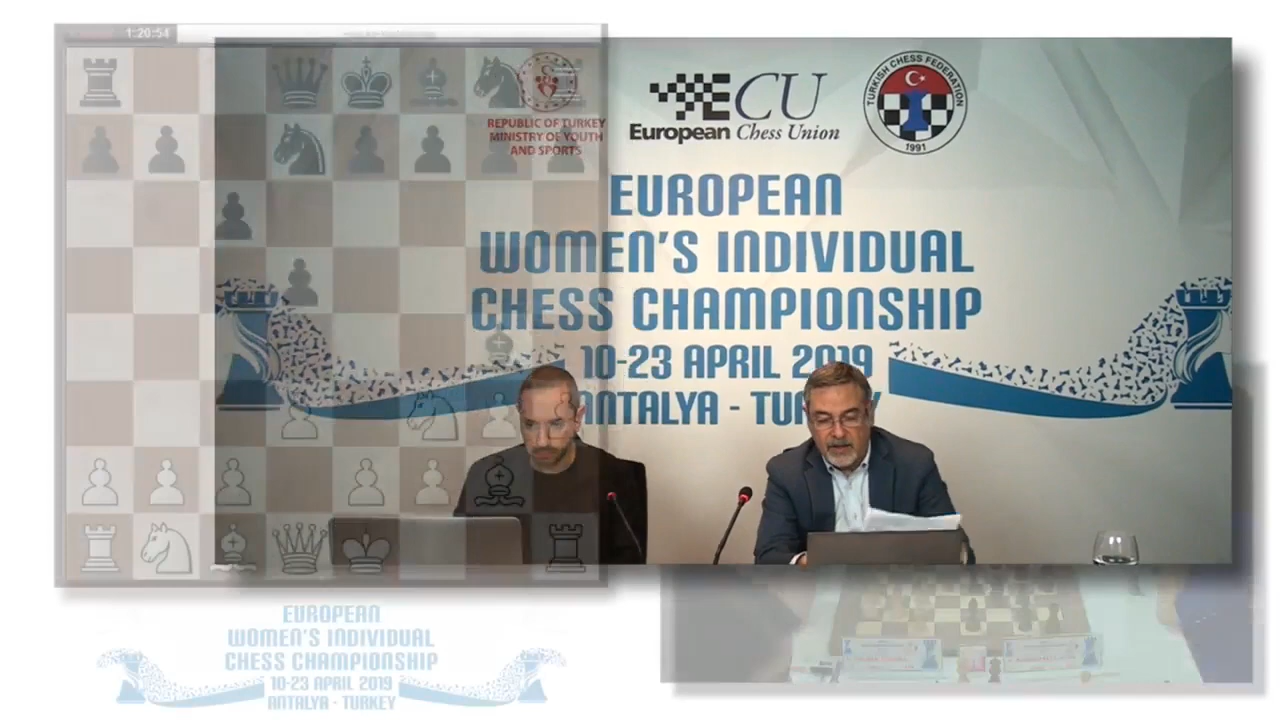 1:20:54
REPUBLIC OF TURKEY
MINISTRY OF YOUTH
AND SPORTS
ECU
European Chess Union
TURKISH CHESS FEDERATION
1991
EUROPEAN
WOMEN'S INDIVIDUAL
CHESS CHAMPIONSHIP
10-23 APRIL 2019
ANTALYA - TURKEY
EUROPEAN
WOMEN'S INDIVIDUAL
CHESS CHAMPIONSHIP
10-23 APRIL 2019
ANTALYA - TURKEY